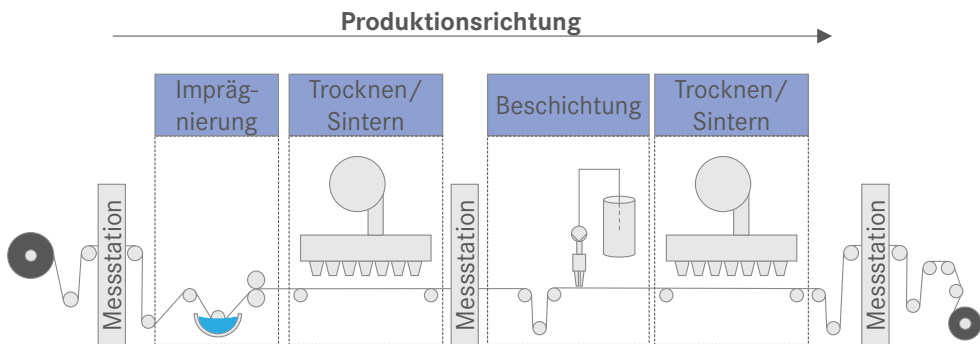 Produktionsrichtung
Impräg-
nierung
Trocknen/
Sintern
Beschichtung
Trocknen/
Sintern
Messstation
Messstation
Messstation